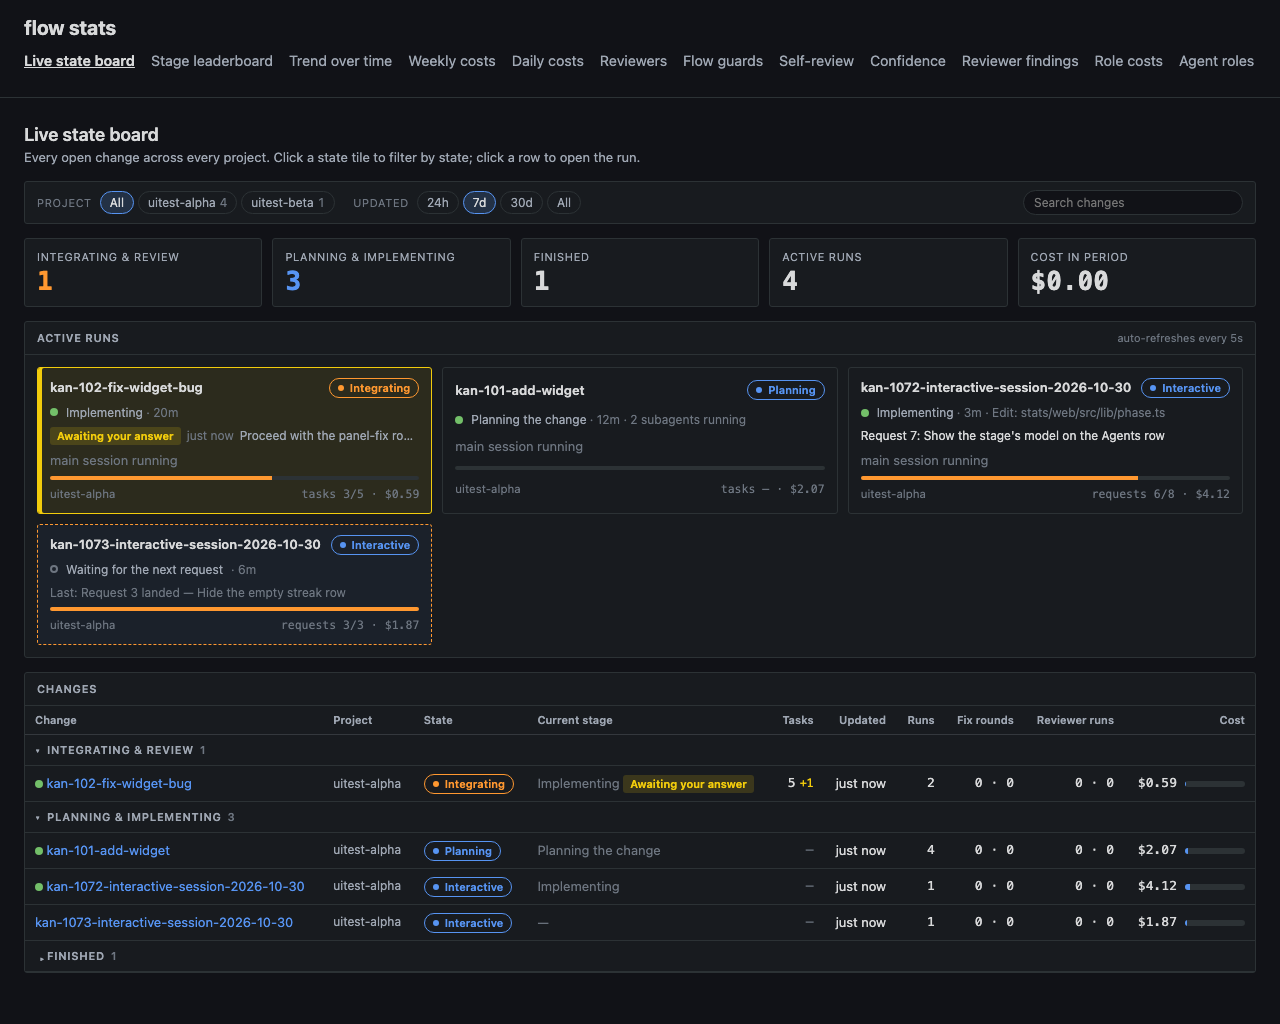 flow stats
Live state board Stage leaderboard Trend over time Weekly costs Daily costs Reviewers Flow guards Self-review Confidence Reviewer findings Role costs Agent roles
Live state board
Every open change across every project. Click a state tile to filter by state; click a row to open the run.
PROJECT All uitest-alpha 4 uitest-beta 1 UPDATED 24h 7d 30d All Search changes
INTEGRATING & REVIEW
1
PLANNING & IMPLEMENTING
3
FINISHED
1
ACTIVE RUNS
4
COST IN PERIOD
$0.00
ACTIVE RUNS auto-refreshes every 5s
kan-102-fix-widget-bug Integrating
Implementing · 20m
Awaiting your answer just now Proceed with the panel-fix ro...
main session running
uitest-alpha tasks 3/5 · $0.59
kan-101-add-widget Planning
Planning the change · 12m · 2 subagents running
main session running
uitest-alpha tasks — · $2.07
kan-1072-interactive-session-2026-10-30 Interactive
Implementing · 3m · Edit: stats/web/src/lib/phase.ts
Request 7: Show the stage's model on the Agents row
main session running
uitest-alpha requests 6/8 · $4.12
kan-1073-interactive-session-2026-10-30 Interactive
Waiting for the next request · 6m
Last: Request 3 landed — Hide the empty streak row
uitest-alpha requests 3/3 · $1.87
CHANGES
Change Project State Current stage Tasks Updated Runs Fix rounds Reviewer runs Cost
▾ INTEGRATING & REVIEW 1
kan-102-fix-widget-bug uitest-alpha Integrating Implementing Awaiting your answer 5 +1 just now 2 0 · 0 0 · 0 $0.59
▾ PLANNING & IMPLEMENTING 3
kan-101-add-widget uitest-alpha Planning Planning the change — just now 4 0 · 0 0 · 0 $2.07
kan-1072-interactive-session-2026-10-30 uitest-alpha Interactive Implementing — just now 1 0 · 0 0 · 0 $4.12
kan-1073-interactive-session-2026-10-30 uitest-alpha Interactive — — just now 1 0 · 0 0 · 0 $1.87
▸ FINISHED 1